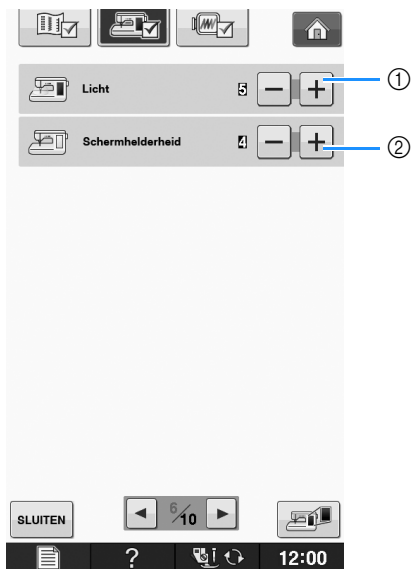 Licht 5 − +
①
Schermhelderheid 4 − +
②
SLUITEN
6/10
? 12:00